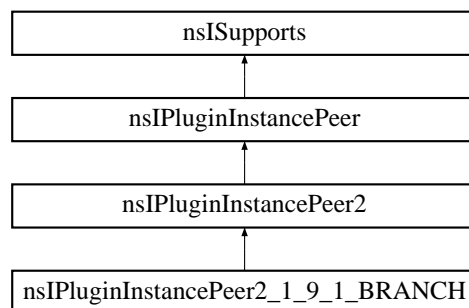 nsISupports
nsIPluginInstancePeer
nsIPluginInstancePeer2
nsIPluginInstancePeer2_1_9_1_BRANCH